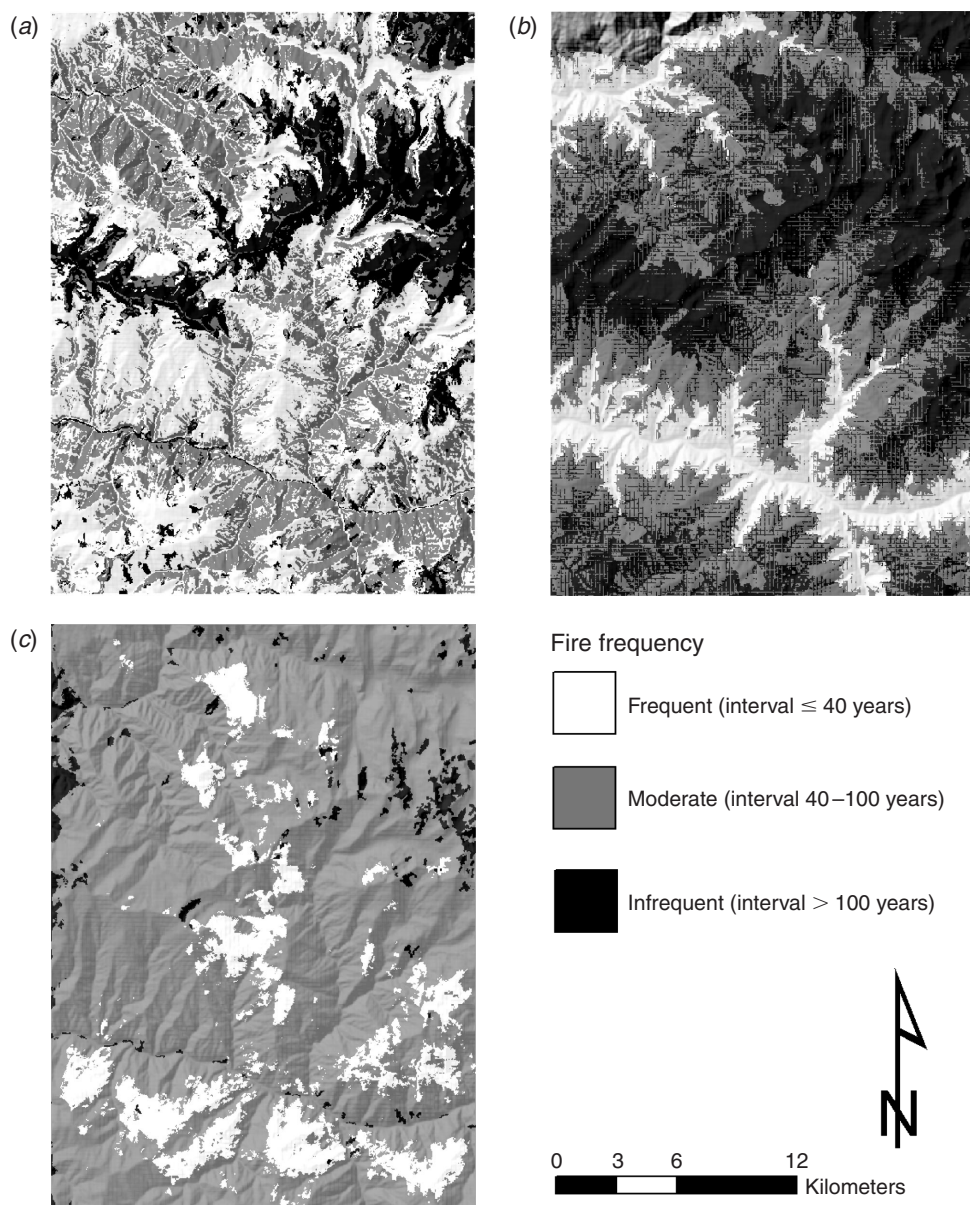 (a)
(b)
(c)
Fire frequency
Frequent (interval ≤ 40 years)
Moderate (interval 40–100 years)
Infrequent (interval > 100 years)
N
0 3 6 12
Kilometers